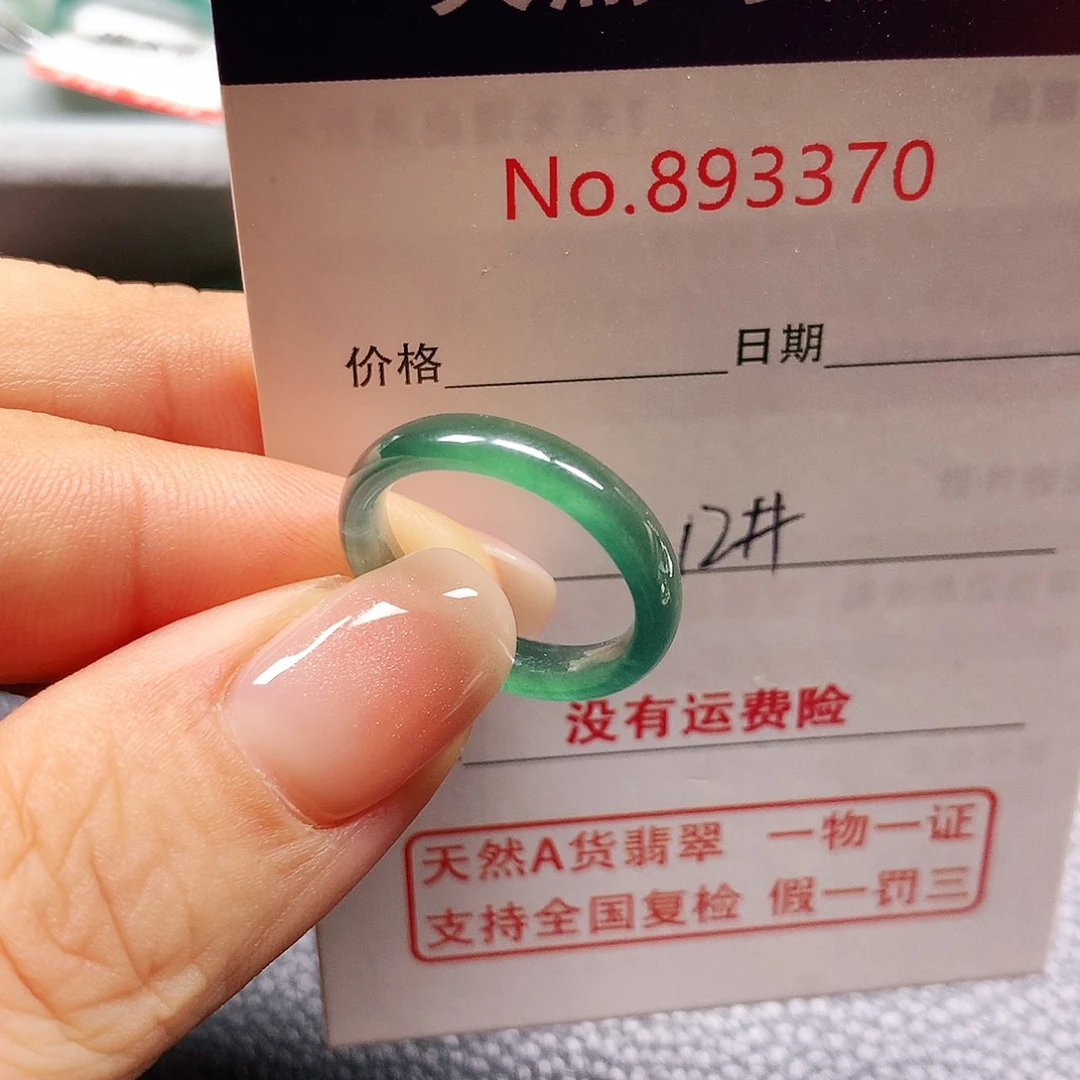 No.893370
价格 日期
12#
没有运费险
天然A货翡翠 一物一证
支持全国复检 假一罚三